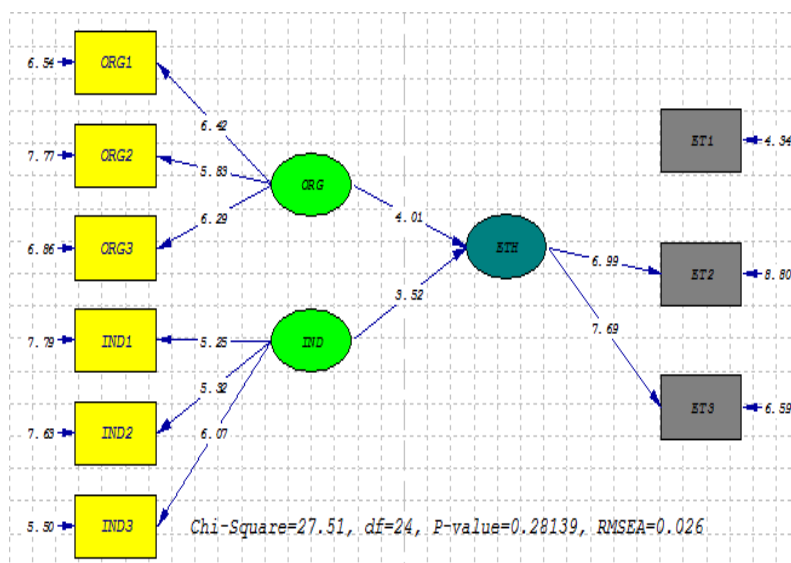 6.54
ORG1
7.77
ORG2
6.86
ORG3
7.79
IND1
7.63
IND2
5.50
IND3
6.42
5.83
6.29
5.25
5.32
6.07
ORG
IND
4.01
3.52
ETH
6.99
7.69
ET1
4.34
ET2
8.80
ET3
6.59
Chi-Square=27.51, df=24, P-value=0.28139, RMSEA=0.026